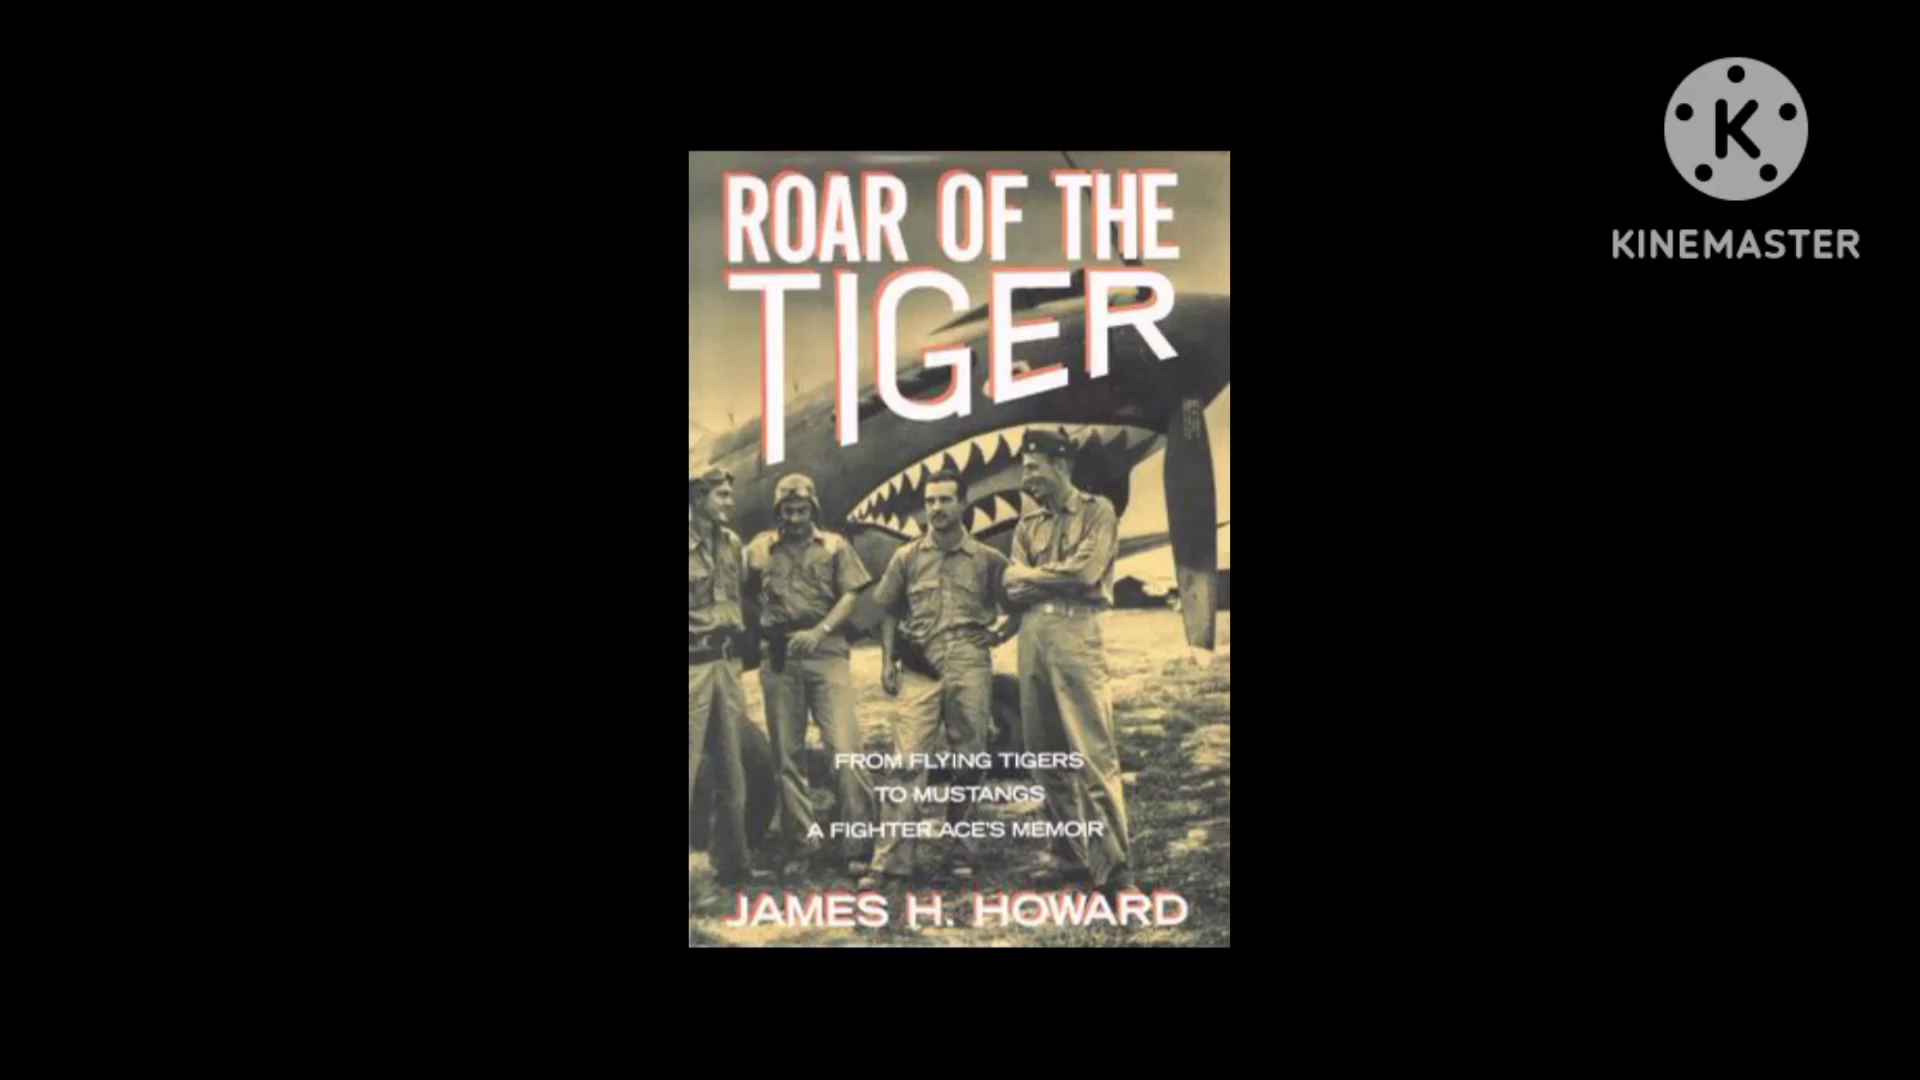 ROAR OF THE
TIGER
FROM FLYING TIGERS
TO MUSTANGS
A FIGHTER ACE'S MEMOIR
JAMES H. HOWARD
K
KINEMASTER